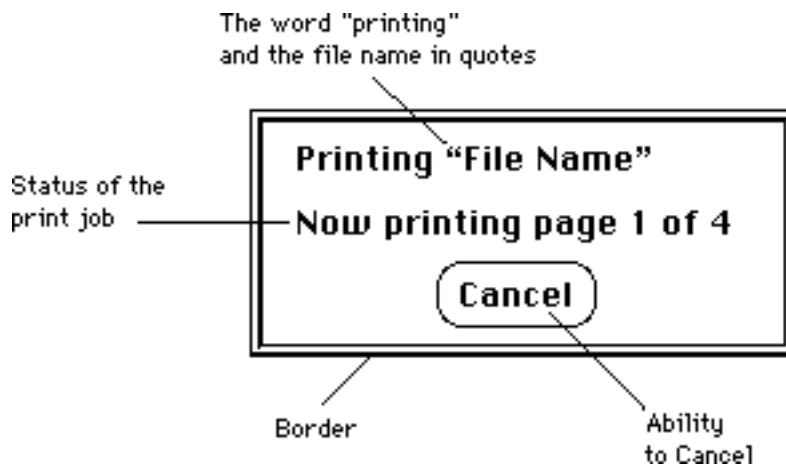 The word "printing"
and the file name in quotes
Printing “File Name”
Status of the
print job
Now printing page 1 of 4
Cancel
Border
Ability
to Cancel